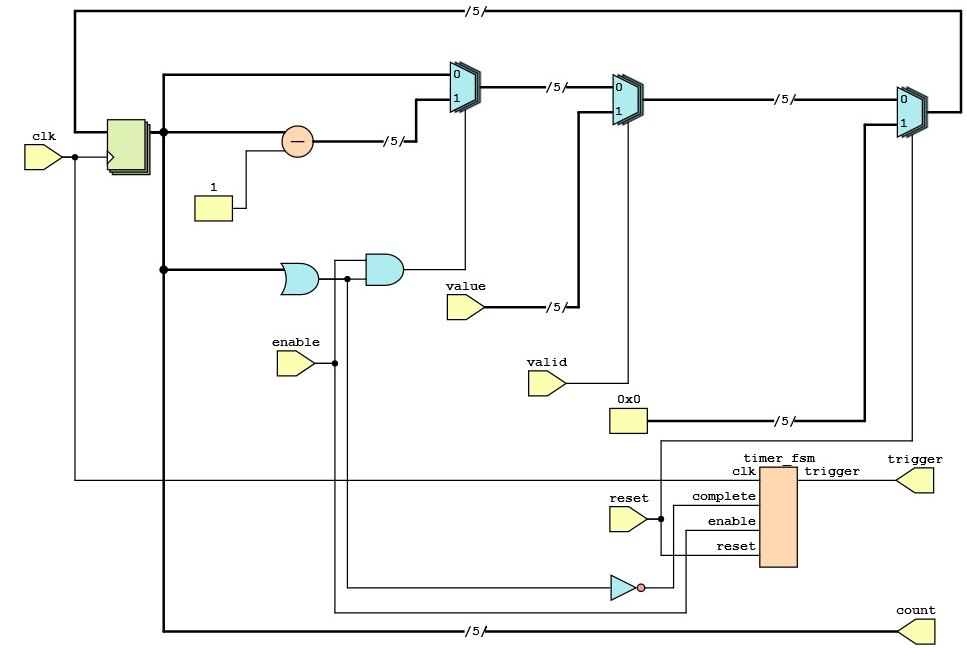 /5/
0
1
/5/
0
1
/5/
0
1
clk
/5/
1
value
/5/
enable
valid
0x0
/5/
timer_fsm
trigger
clk
trigger
reset
complete
enable
reset
count
/5/